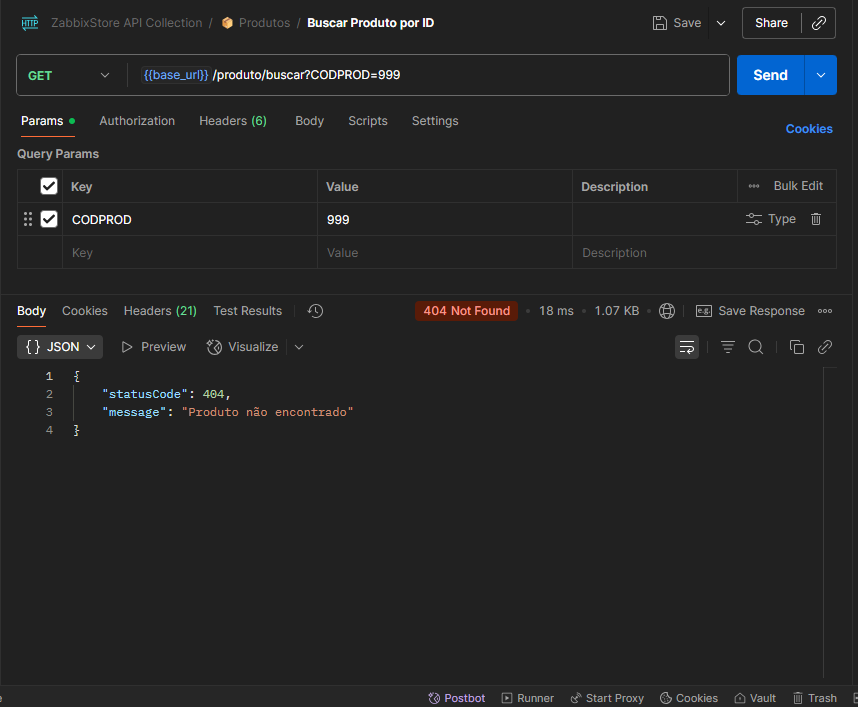 HTTP ZabbixStore API Collection / Produtos / Buscar Produto por ID Save Share
GET {{base_url}} /produto/buscar?CODPROD=999 Send
Params Authorization Headers (6) Body Scripts Settings Cookies
Query Params
Key Value Description Bulk Edit
CODPROD 999 Type
Key Value Description
Body Cookies Headers (21) Test Results 404 Not Found 18 ms 1.07 KB e.g. Save Response
{} JSON Preview Visualize
1 {
2 "statusCode": 404,
3 "message": "Produto não encontrado"
4 }
Postbot Runner Start Proxy Cookies Vault Trash